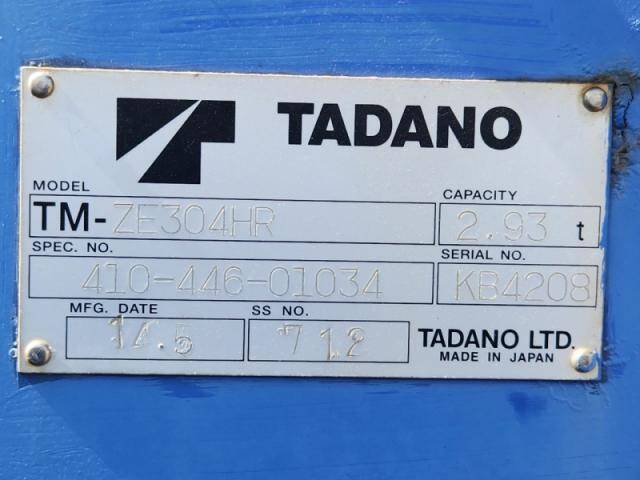 TADANO
MODEL
TM-ZE304HR
CAPACITY
2.93 t
SPEC. NO.
410-446-01034
SERIAL NO.
KB4208
MFG. DATE
14.5
SS NO.
712
TADANO LTD.
MADE IN JAPAN